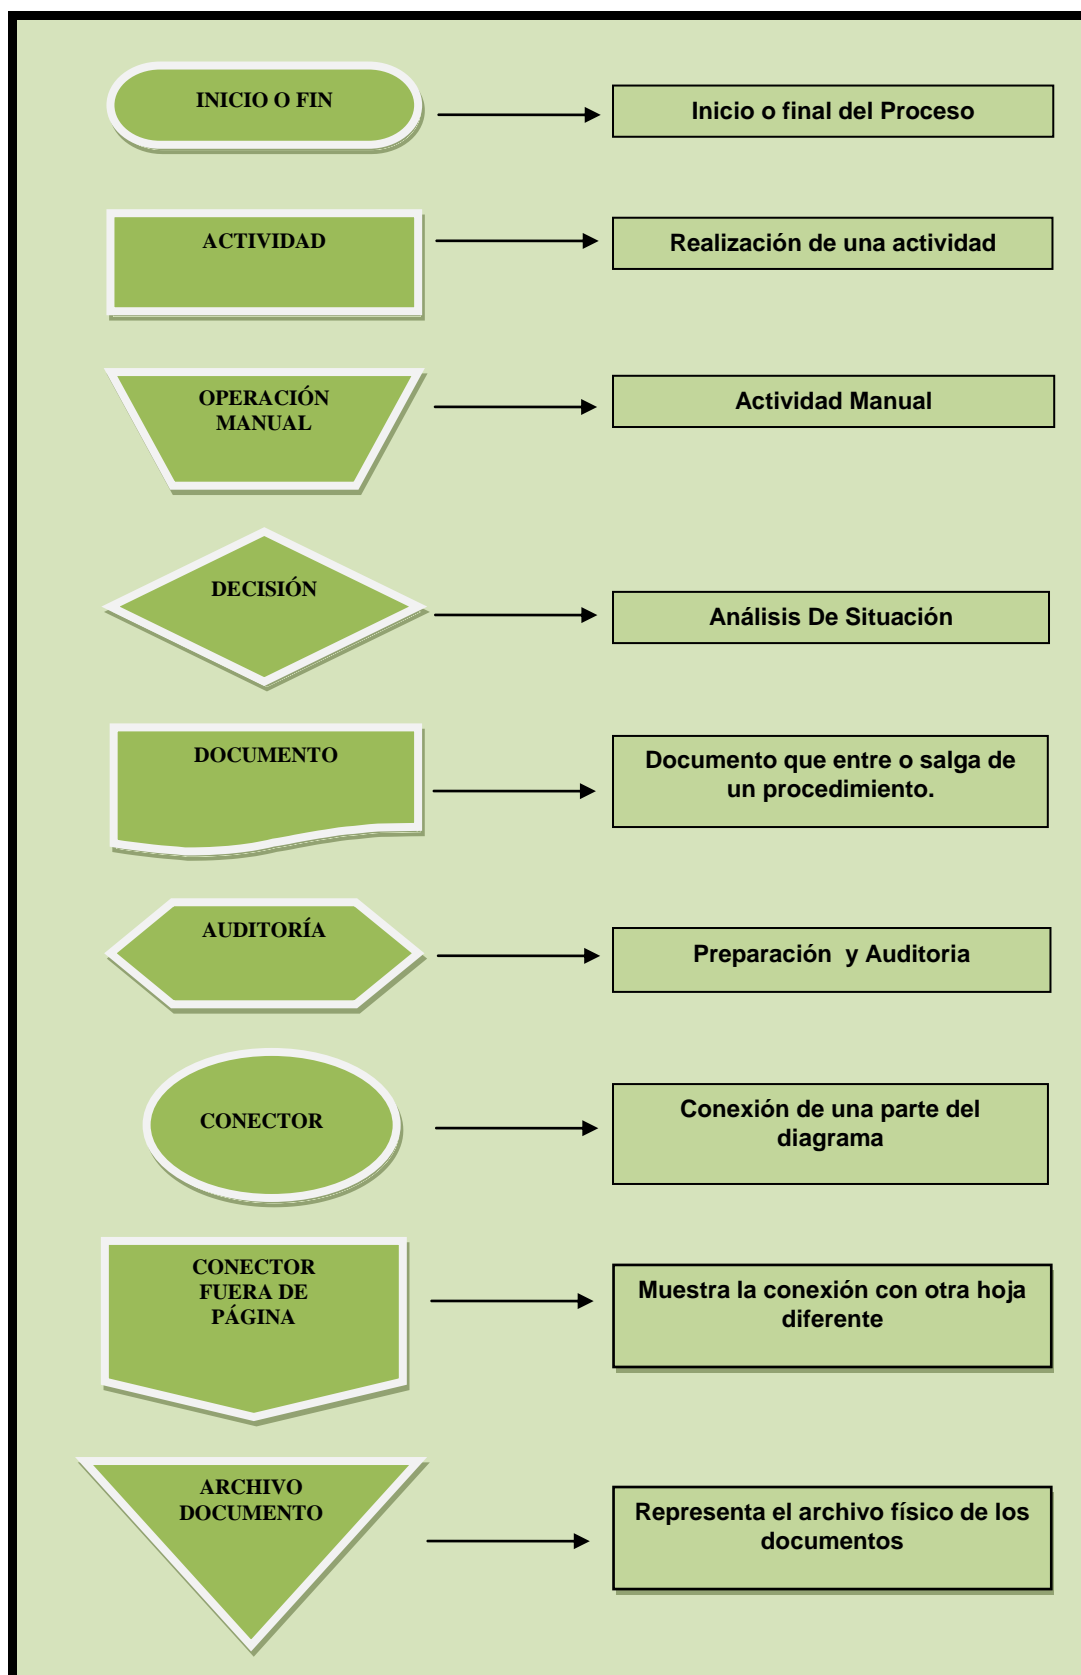 INICIO O FIN
Inicio o final del Proceso
ACTIVIDAD
Realización de una actividad
OPERACIÓN
MANUAL
Actividad Manual
DECISIÓN
Análisis De Situación
DOCUMENTO
Documento que entre o salga de
un procedimiento.
AUDITORÍA
Preparación  y Auditoria
CONECTOR
Conexión de una parte del
diagrama
CONECTOR
FUERA DE
PÁGINA
Muestra la conexión con otra hoja
diferente
ARCHIVO
DOCUMENTO
Representa el archivo físico de los
documentos